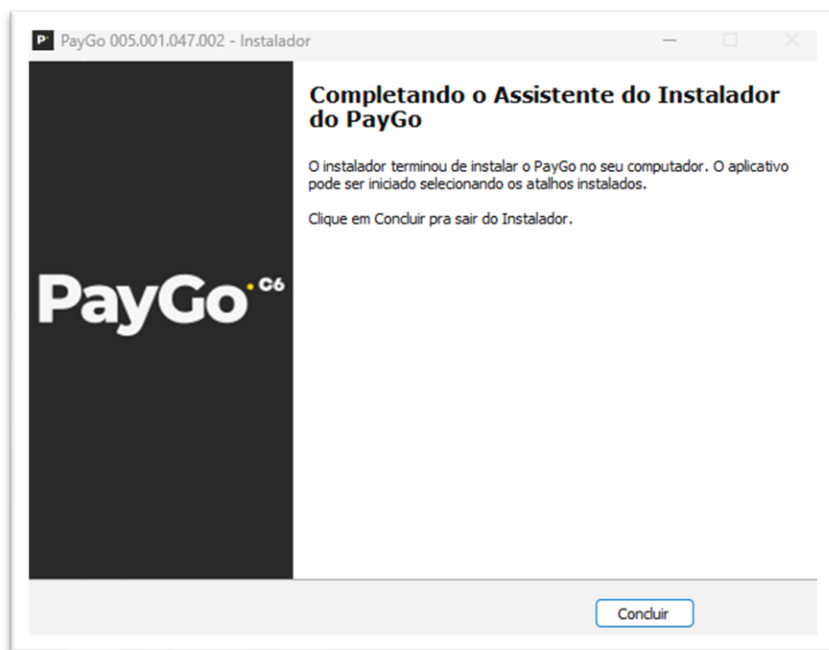 PayGo 005.001.047.002 - Instalador
Completando o Assistente do Instalador
do PayGo
O instalador terminou de instalar o PayGo no seu computador. O aplicativo
pode ser iniciado selecionando os atalhos instalados.
Clique em Concluir pra sair do Instalador.
PayGo C6
Concluir